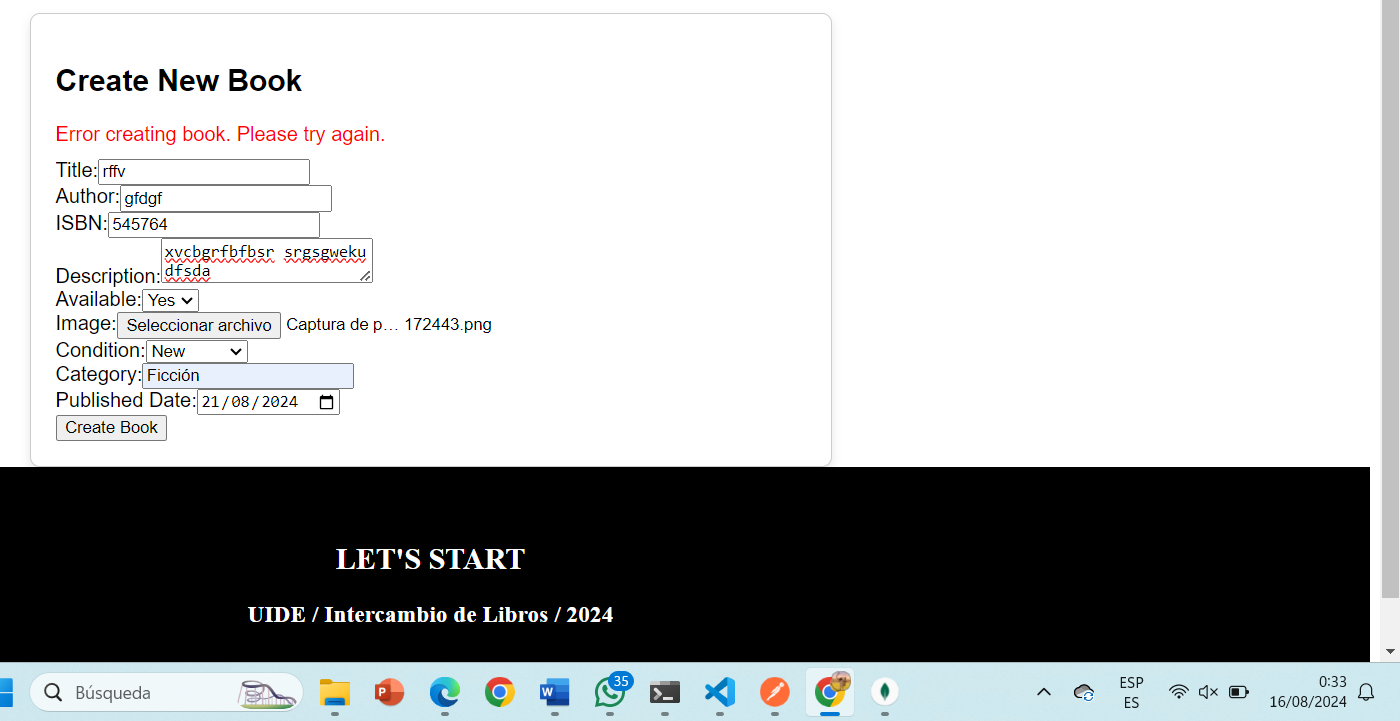 Create New Book
Error creating book. Please try again.
Title: rffv
Author: gfdgf
ISBN: 545764
xvcbgrfbfbsr srgsgweku
Description: dfsda
Available: Yes
Image: Seleccionar archivo Captura de p... 172443.png
Condition: New
Category: Ficción
Published Date: 21/08/2024
Create Book
LET'S START
UIDE / Intercambio de Libros / 2024
Búsqueda
P
W
35
ESP
ES
0:33
16/08/2024